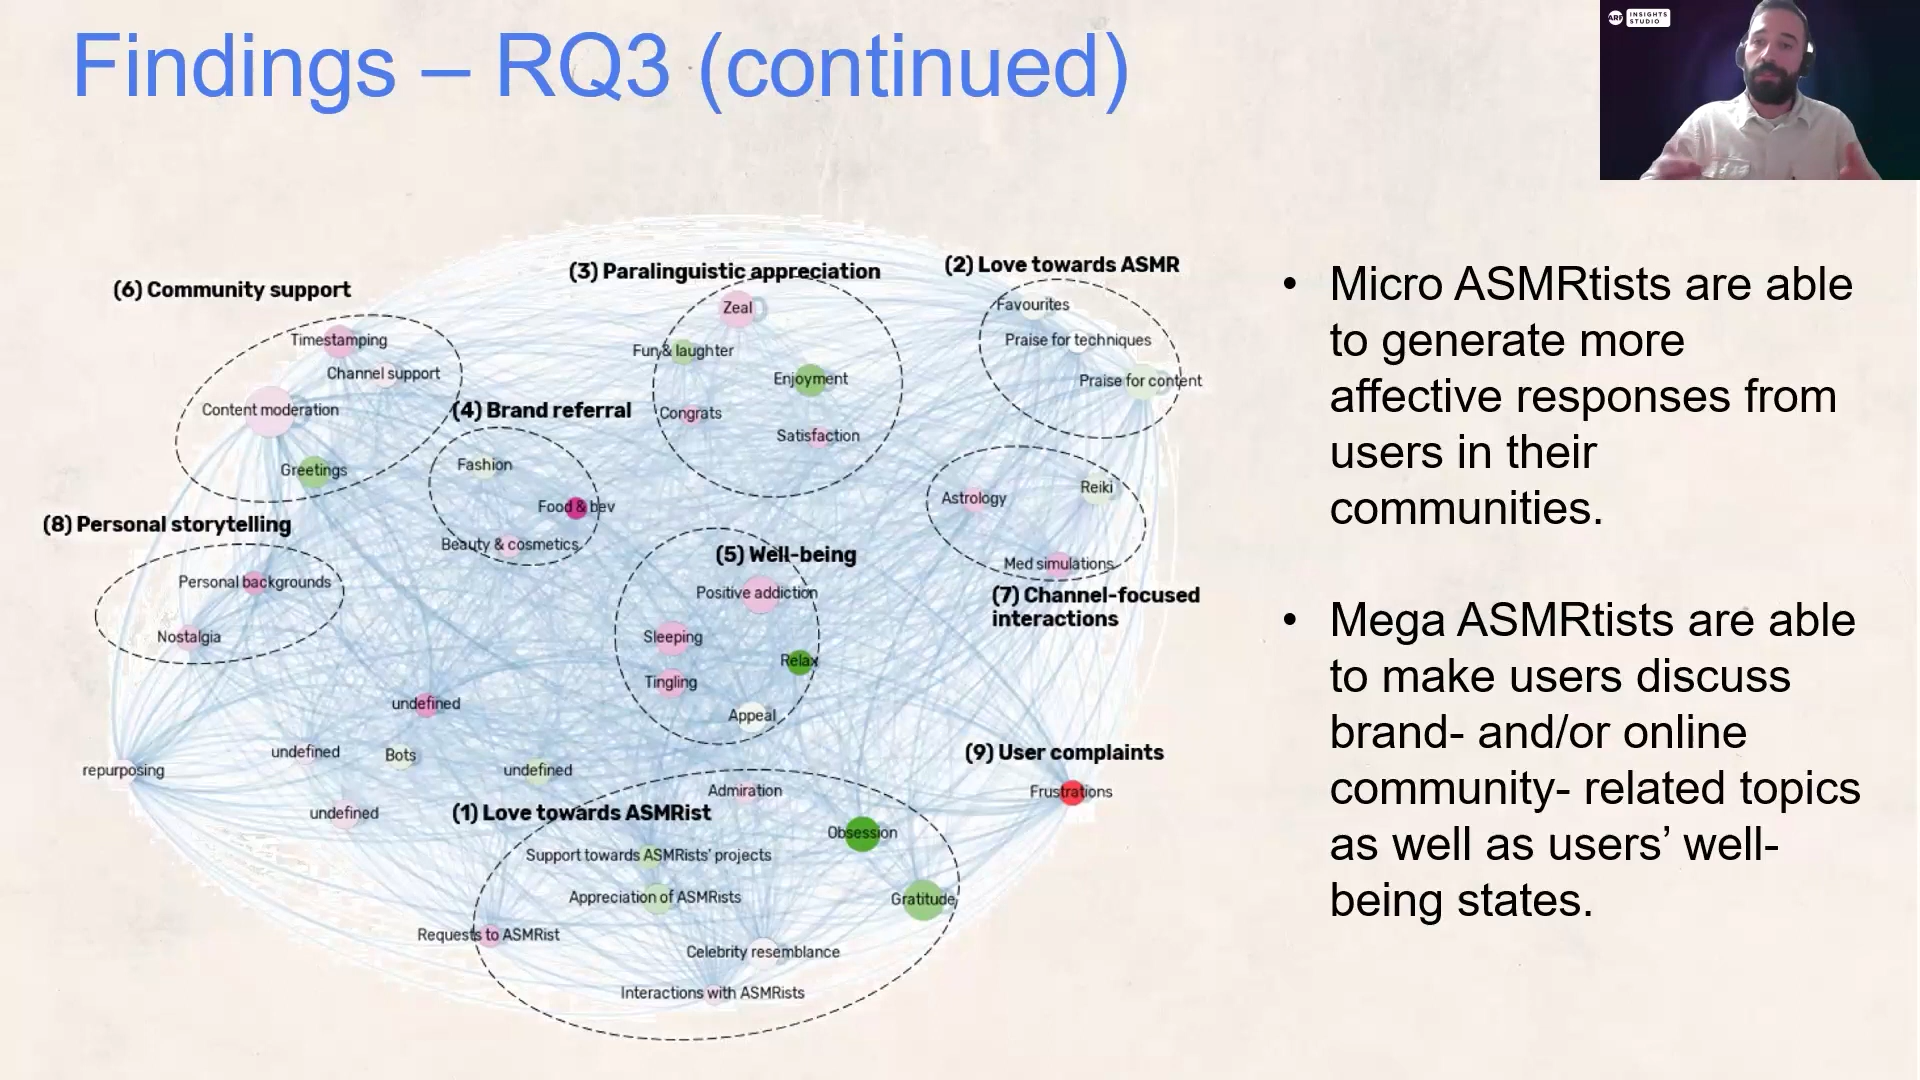 Findings – RQ3 (continued)
ARF
INSIGHTS
STUDIO
(6) Community support
Timestamping
Channel support
Content moderation
Greetings
(3) Paralinguistic appreciation
Zeal
Fun & laughter
Enjoyment
Congrats
Satisfaction
(2) Love towards ASMR
Favourites
Praise for techniques
Praise for content
(4) Brand referral
Fashion
Food & bev
Beauty & cosmetics
Astrology
Reiki
Med simulations
(7) Channel-focused
interactions
(8) Personal storytelling
Personal backgrounds
Nostalgia
(5) Well-being
Positive addiction
Sleeping
Relax
Tingling
Appeal
undefined
undefined
Bots
undefined
repurposing
undefined
(9) User complaints
Frustrations
(1) Love towards ASMRist
Admiration
Obsession
Support towards ASMRists' projects
Appreciation of ASMRists
Gratitude
Requests to ASMRist
Celebrity resemblance
Interactions with ASMRists
• Micro ASMRtists are able
to generate more
affective responses from
users in their
communities.
• Mega ASMRtists are able
to make users discuss
brand- and/or online
community- related topics
as well as users’ well-
being states.